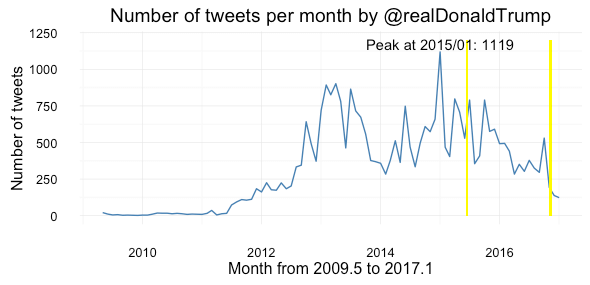 Number of tweets per month by @realDonaldTrump
Peak at 2015/01: 1119
Number of tweets
1250
1000
750
500
250
0
2010 2012 2014 2016
Month from 2009.5 to 2017.1